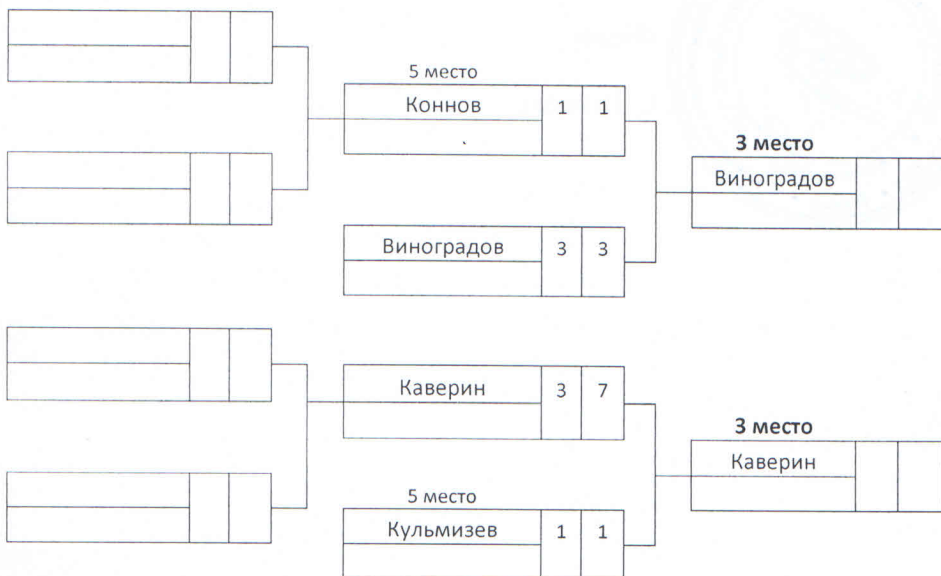 5 место
Коннов 1 1
3 место
Виноградов
Виноградов 3 3
Каверин 3 7
3 место
Каверин
5 место
Кульмизев 1 1